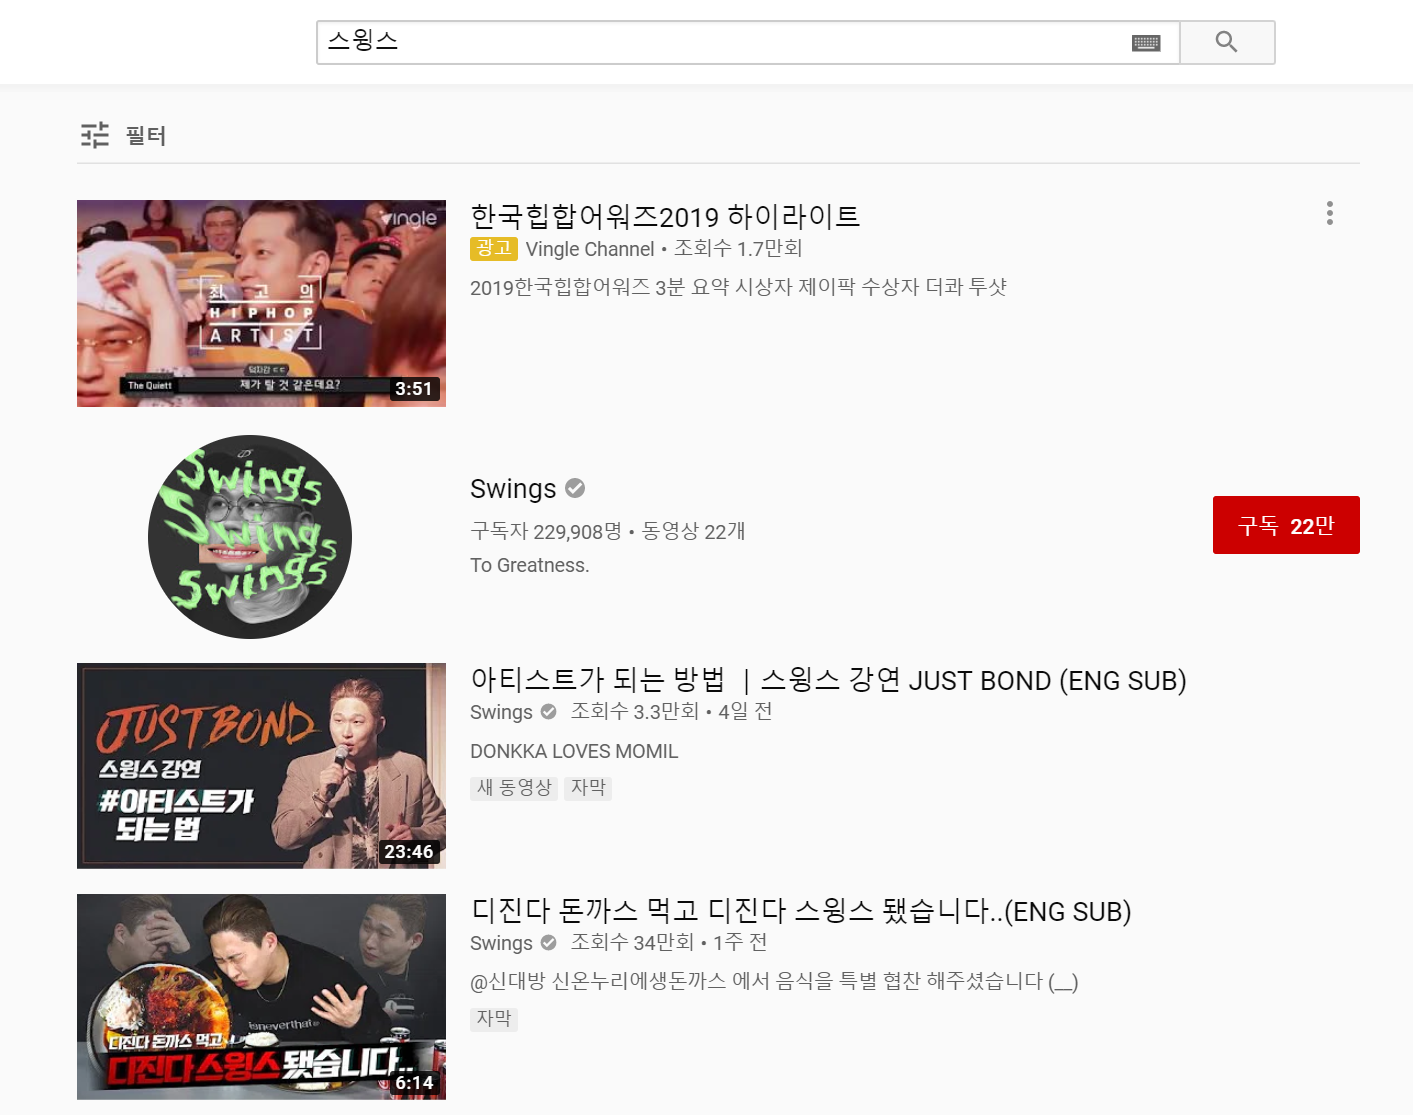 스윙스
필터
vingle
최고의
HIPHOP
ARTIST
덕자감 ㄷㄷ
The Quiett 제가 탈 것 같은데요?
3:51
한국힙합어워즈2019 하이라이트
광고 Vingle Channel • 조회수 1.7만회
2019한국힙합어워즈 3분 요약 시상자 제이팍 수상자 더콰 투샷
Swings
Swings
Swings
Swings
구독자 229,908명 • 동영상 22개
To Greatness.
구독 22만
JUST BOND
스윙스 강연
#아티스트가
되는 법
23:46
아티스트가 되는 방법 ｜스윙스 강연 JUST BOND (ENG SUB)
Swings 조회수 3.3만회 • 4일 전
DONKKA LOVES MOMIL
새 동영상 자막
isneverthat
디진다 돈까스 먹고..
디진다 스윙스 됐습니다..
6:14
디진다 돈까스 먹고 디진다 스윙스 됐습니다..(ENG SUB)
Swings 조회수 34만회 • 1주 전
@신대방 신온누리에생돈까스 에서 음식을 특별 협찬 해주셨습니다 (__)
자막